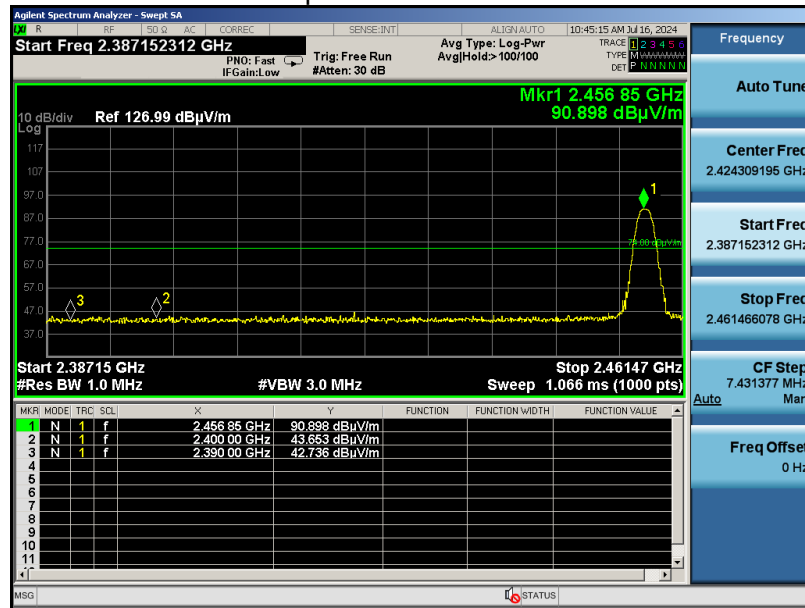 Agilent Spectrum Analyzer - Swept SA
LXI R RF 50 Ω AC CORREC SENSE:INT ALIGN AUTO 10:45:15 AM Jul 16, 2024
Start Freq 2.387152312 GHz
PNO: Fast
IFGain:Low
Trig: Free Run
#Atten: 30 dB
Avg Type: Log-Pwr
Avg|Hold:>100/100
TRACE 1 2 3 4 5 6
TYPE M
DET P N N N N N
Mkr1 2.456 85 GHz
90.898 dBµV/m
10 dB/div Ref 126.99 dBµV/m
Log
117
107
97.0
87.0
77.0
67.0
57.0
47.0
37.0
1
2
3
Start 2.38715 GHz Stop 2.46147 GHz
#Res BW 1.0 MHz #VBW 3.0 MHz Sweep 1.066 ms (1000 pts)
MKR MODE TRC SCL X Y FUNCTION FUNCTION WIDTH FUNCTION VALUE
1 N 1 f 2.456 85 GHz 90.898 dBµV/m
2 N 1 f 2.400 00 GHz 43.653 dBµV/m
3 N 1 f 2.390 00 GHz 42.736 dBµV/m
4
5
6
7
8
9
10
11
MSG STATUS
Frequency
Auto Tune
Center Freq
2.424309195 GHz
Start Freq
2.387152312 GHz
Stop Freq
2.461466078 GHz
CF Step
7.431377 MHz
Auto Man
Freq Offset
0 Hz